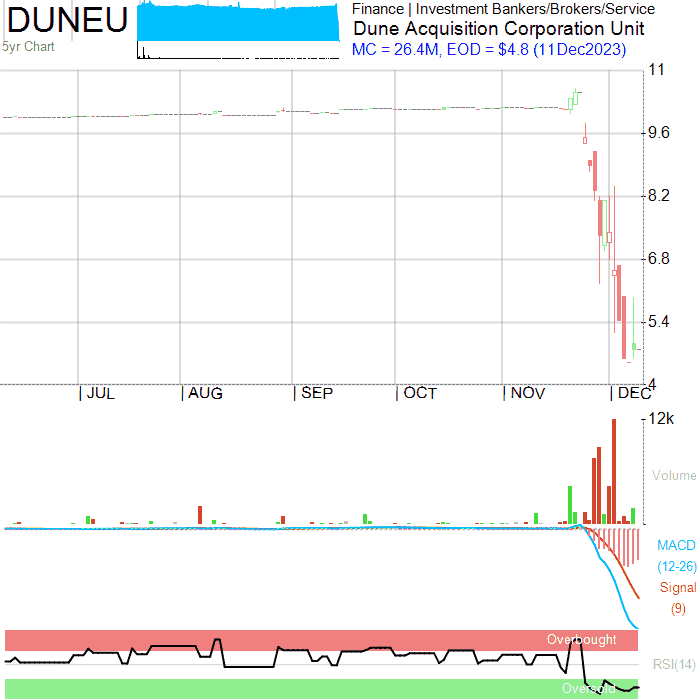 DUNEU
Finance | Investment Bankers/Brokers/Service
Dune Acquisition Corporation Unit
5yr Chart
MC = 26.4M, EOD = $4.8 (11Dec2023)
11
9.6
8.2
6.8
5.4
4
| JUL | AUG | SEP | OCT | NOV | DEC
12k
Volume
MACD
(12-26)
Signal
(9)
Overbought
RSI(14)
Oversold